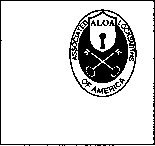 ALOA
ASSOCIATED LOCKSMITHS
OF AMERICA